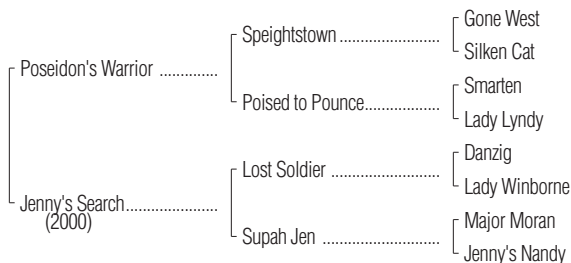 Gone West
Speightstown ........................
Silken Cat
Poseidon's Warrior ..............
Smarten
Poised to Pounce..................
Lady Lyndy
Danzig
Lost Soldier ..........................
Lady Winborne
Jenny's Search......................
(2000)
Major Moran
Supah Jen ............................
Jenny's Nandy